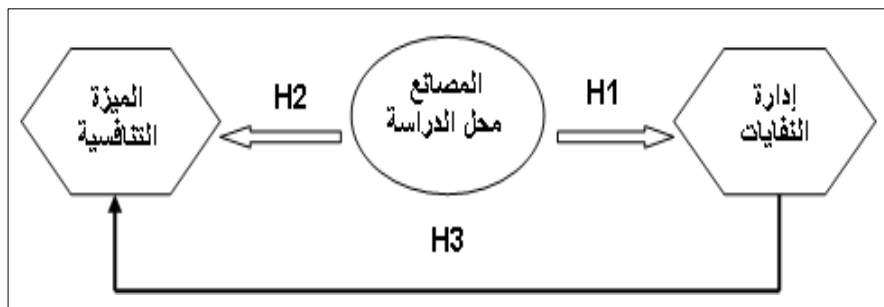 إدارة
النفايات
H1
المصانع
محل الدراسة
H2
الميزة
التنافسية
H3